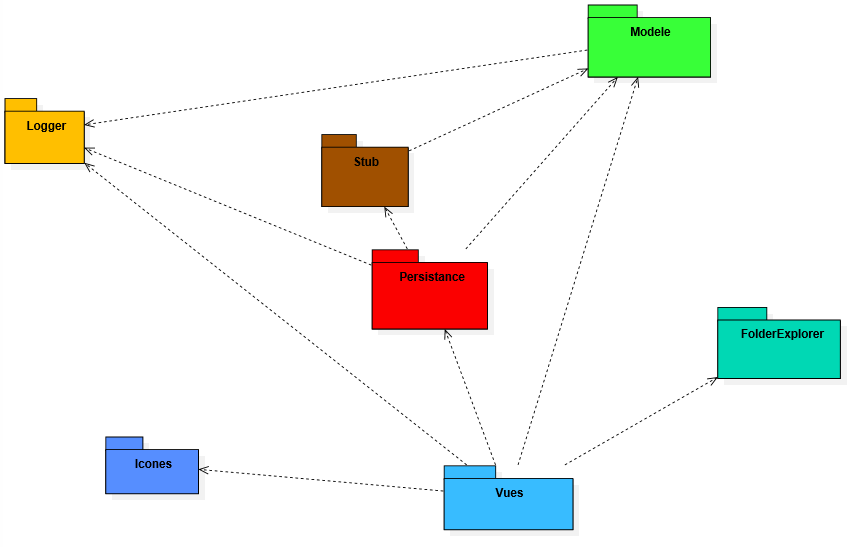 Modele
Logger
Stub
Persistance
FolderExplorer
Icones
Vues